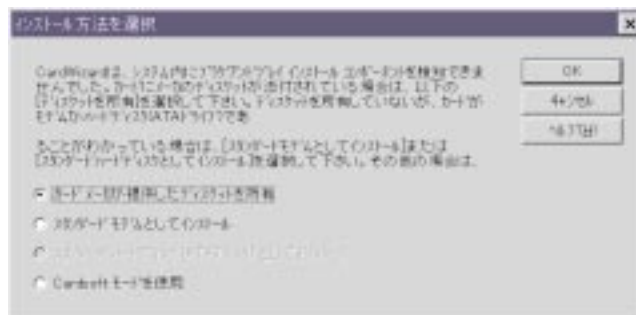 インストール方法を選択
CardWizardは、システム内にプラグアンドプレイ インストール コンポーネントを検知できま
せんでした。カードにメーカのディスケットが添付されている場合は、以下の
[ディスケットを所有]を選択して下さい。ディスケットを所有していないが、カードが
モデムかハードディスク(ATA)ドライブであ
ることがわかっている場合は、[スタンダードモデムとしてインストール]または
[スタンダードハードディスクとしてインストール]を選択して下さい。その他の場合は、
カードメーカが提供したディスケットを所有
スタンダードモデムとしてインストール
Cardsoft モードを使用
OK
キャンセル
ヘルプ(H)